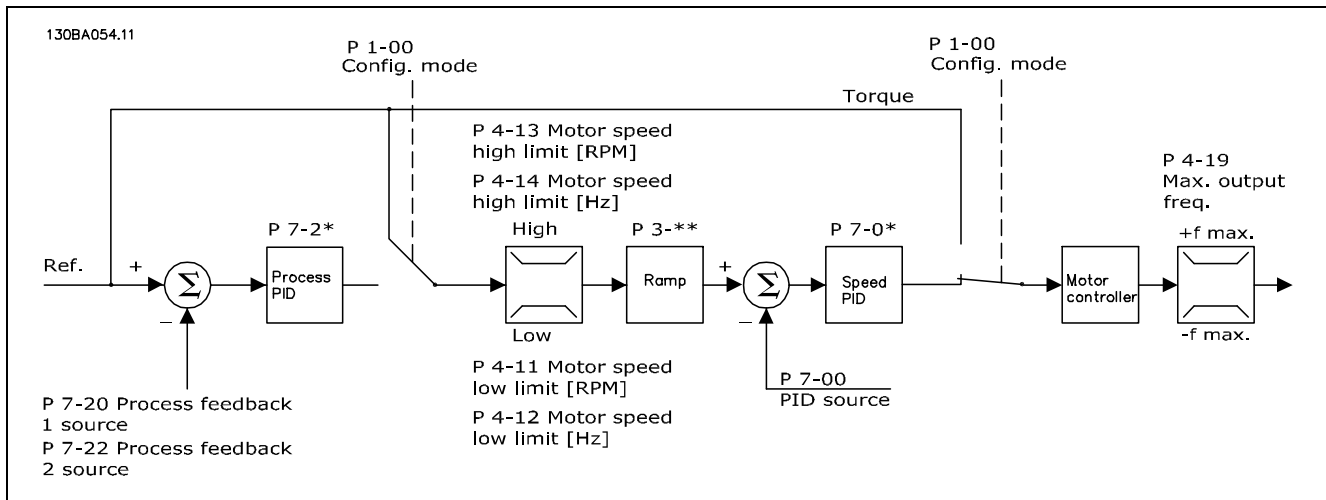 130BA054.11
P 1-00
Config. mode
P 1-00
Config. mode
Torque
P 4-13 Motor speed
high limit [RPM]
P 4-14 Motor speed
high limit [Hz]
P 4-19
Max. output
freq.
P 7-2*
High
P 3-**
P 7-0*
+f max.
Ref.
+
Σ
Process
PID
Ramp
+
Σ
Speed
PID
Motor
controller
−
−
Low
-f max.
P 4-11 Motor speed
low limit [RPM]
P 4-12 Motor speed
low limit [Hz]
P 7-00
PID source
P 7-20 Process feedback
1 source
P 7-22 Process feedback
2 source